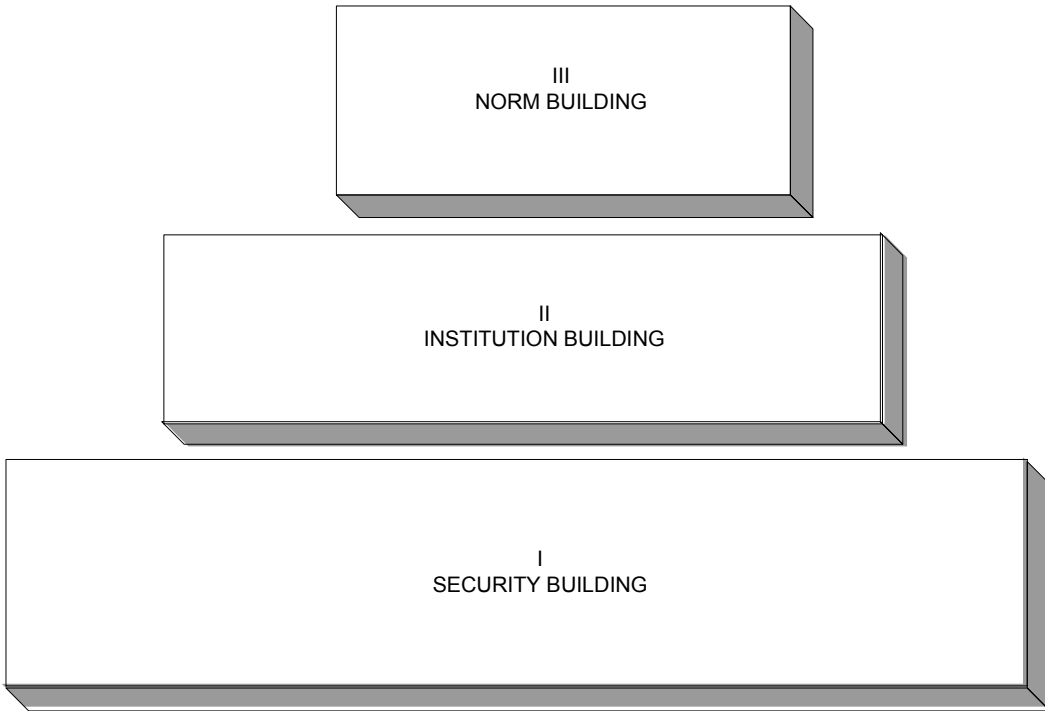 III
NORM BUILDING
II
INSTITUTION BUILDING
I
SECURITY BUILDING